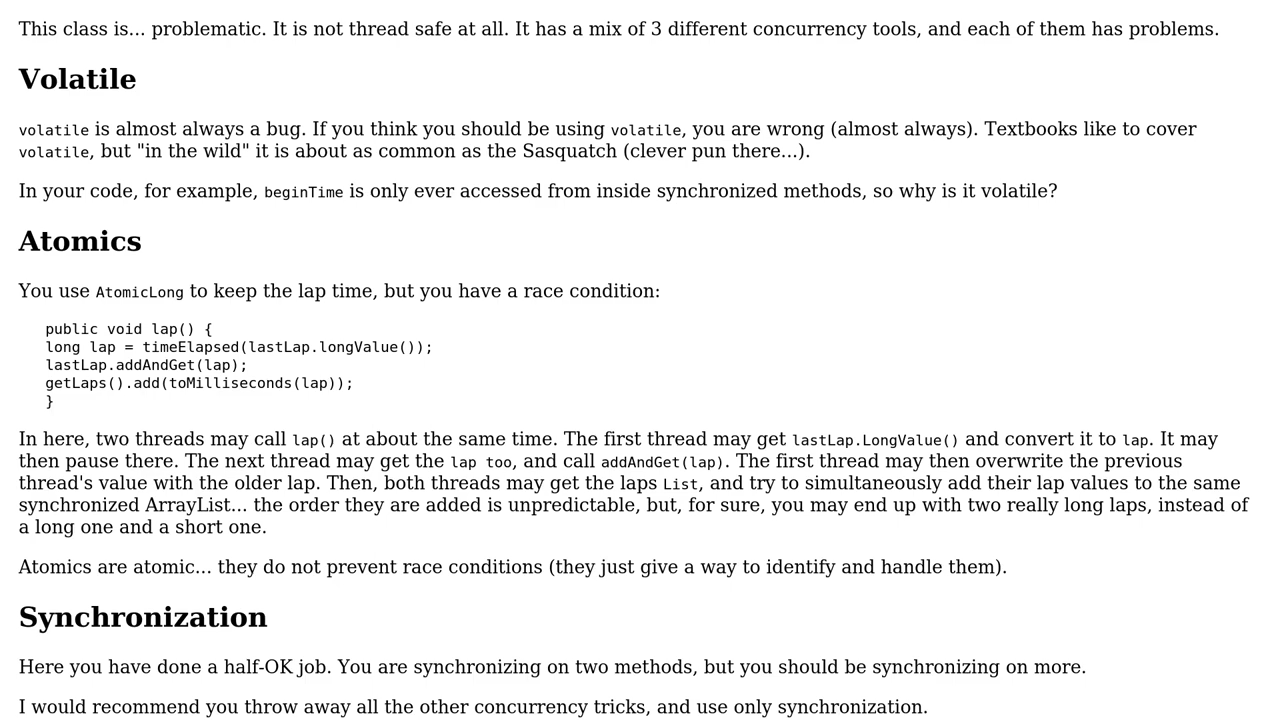 This class is... problematic. It is not thread safe at all. It has a mix of 3 different concurrency tools, and each of them has problems.
Volatile
volatile is almost always a bug. If you think you should be using volatile, you are wrong (almost always). Textbooks like to cover
volatile, but "in the wild" it is about as common as the Sasquatch (clever pun there...).
In your code, for example, beginTime is only ever accessed from inside synchronized methods, so why is it volatile?
Atomics
You use AtomicLong to keep the lap time, but you have a race condition:
public void lap() {
long lap = timeElapsed(lastLap.longValue());
lastLap.addAndGet(lap);
getLaps().add(toMilliseconds(lap));
}
In here, two threads may call lap() at about the same time. The first thread may get lastLap.LongValue() and convert it to lap. It may
then pause there. The next thread may get the lap too, and call addAndGet(lap). The first thread may then overwrite the previous
thread's value with the older lap. Then, both threads may get the laps List, and try to simultaneously add their lap values to the same
synchronized ArrayList... the order they are added is unpredictable, but, for sure, you may end up with two really long laps, instead of
a long one and a short one.
Atomics are atomic... they do not prevent race conditions (they just give a way to identify and handle them).
Synchronization
Here you have done a half-OK job. You are synchronizing on two methods, but you should be synchronizing on more.
I would recommend you throw away all the other concurrency tricks, and use only synchronization.